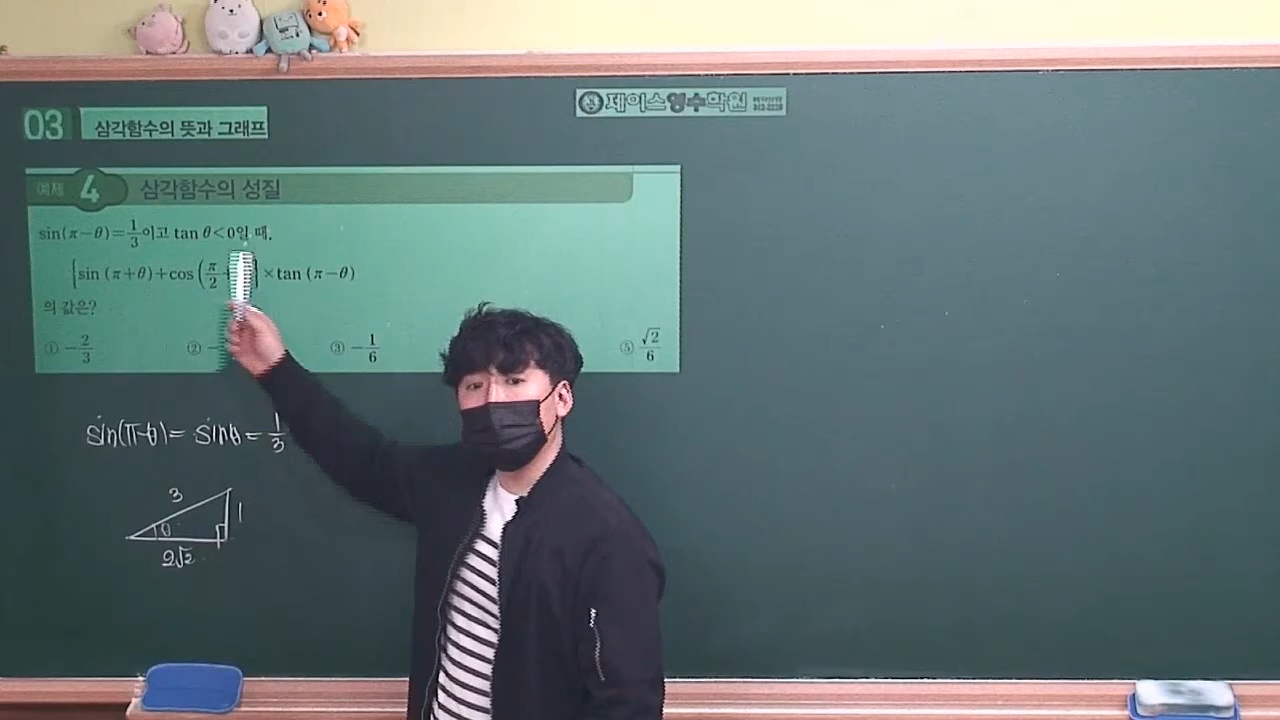 03 삼각함수의 뜻과 그래프
제이스영수학원
예제 4 삼각함수의 성질
sin(π−θ)=1/3이고 tan θ<0일 때,
{sin (π+θ)+cos (π/2+ )}×tan (π−θ)
의 값은?
① −2/3 ② − ③ −1/6 ⑤ √2/6
sin(π-θ)= sinθ = 1/3
3
1
θ
2√2